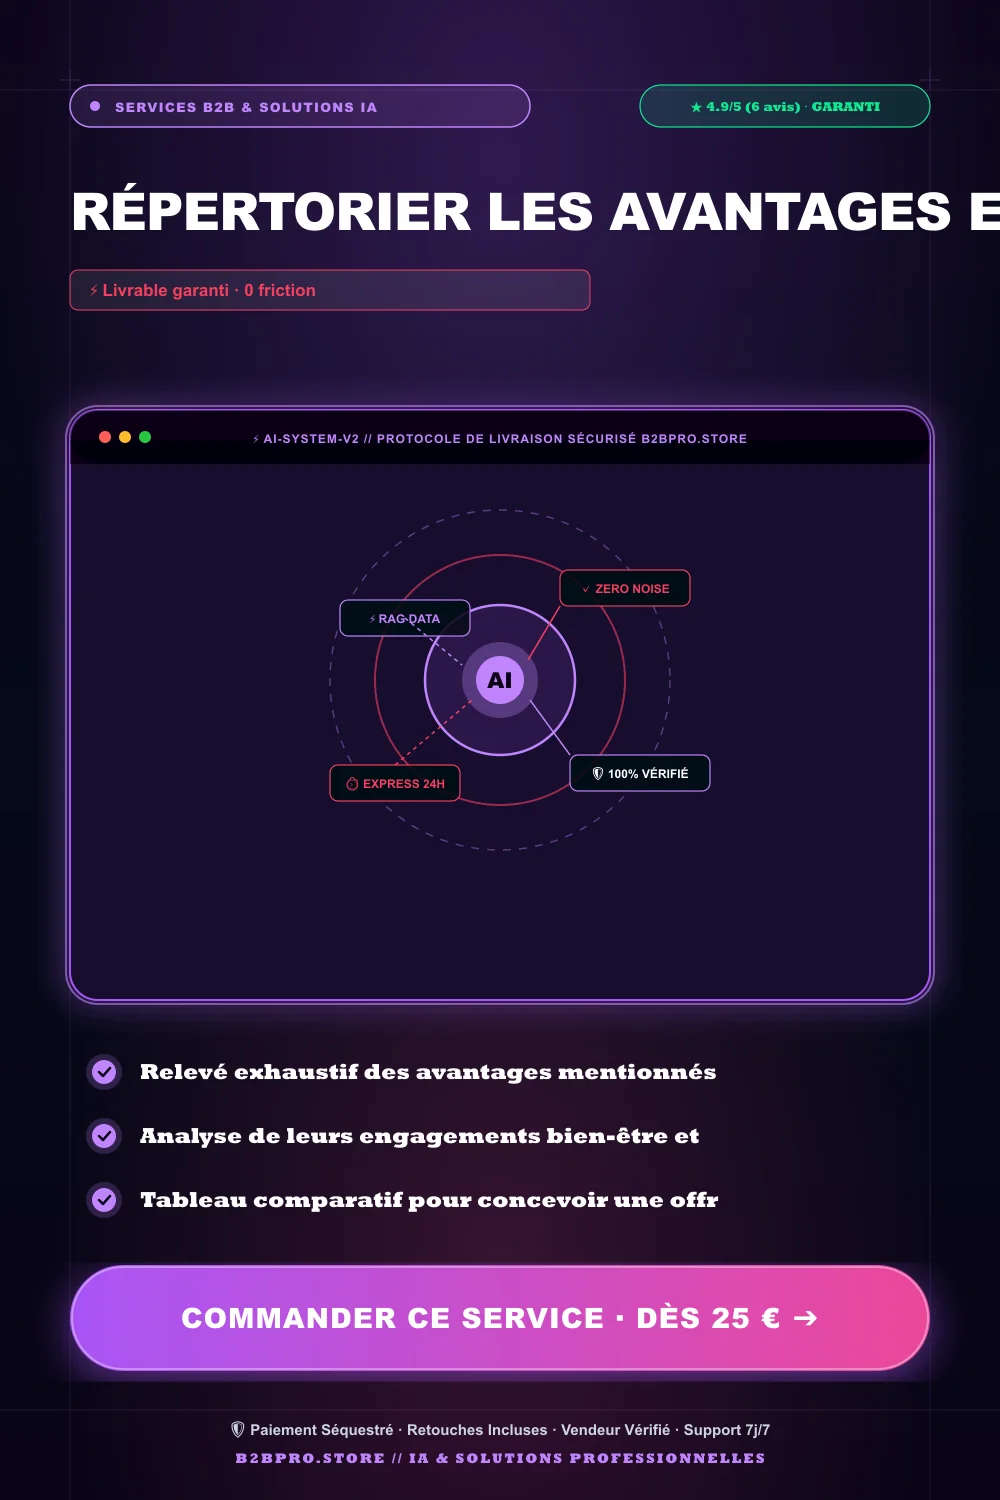 SERVICES B2B & SOLUTIONS IA
★ 4.9/5 (6 avis) · GARANTI
RÉPERTORIER LES AVANTAGES E
⚡ Livrable garanti · 0 friction
⚡ AI-SYSTEM-V2 // PROTOCOLE DE LIVRAISON SÉCURISÉ B2BPRO.STORE
✓ ZERO NOISE
⚡ RAG DATA
AI
⏱ EXPRESS 24H
🛡 100% VÉRIFIÉ
Relevé exhaustif des avantages mentionnés
Analyse de leurs engagements bien-être et
Tableau comparatif pour concevoir une offr
COMMANDER CE SERVICE · DÈS 25 € ➔
🛡 Paiement Séquestré · Retouches Incluses · Vendeur Vérifié · Support 7j/7
B2BPRO.STORE // IA & SOLUTIONS PROFESSIONNELLES